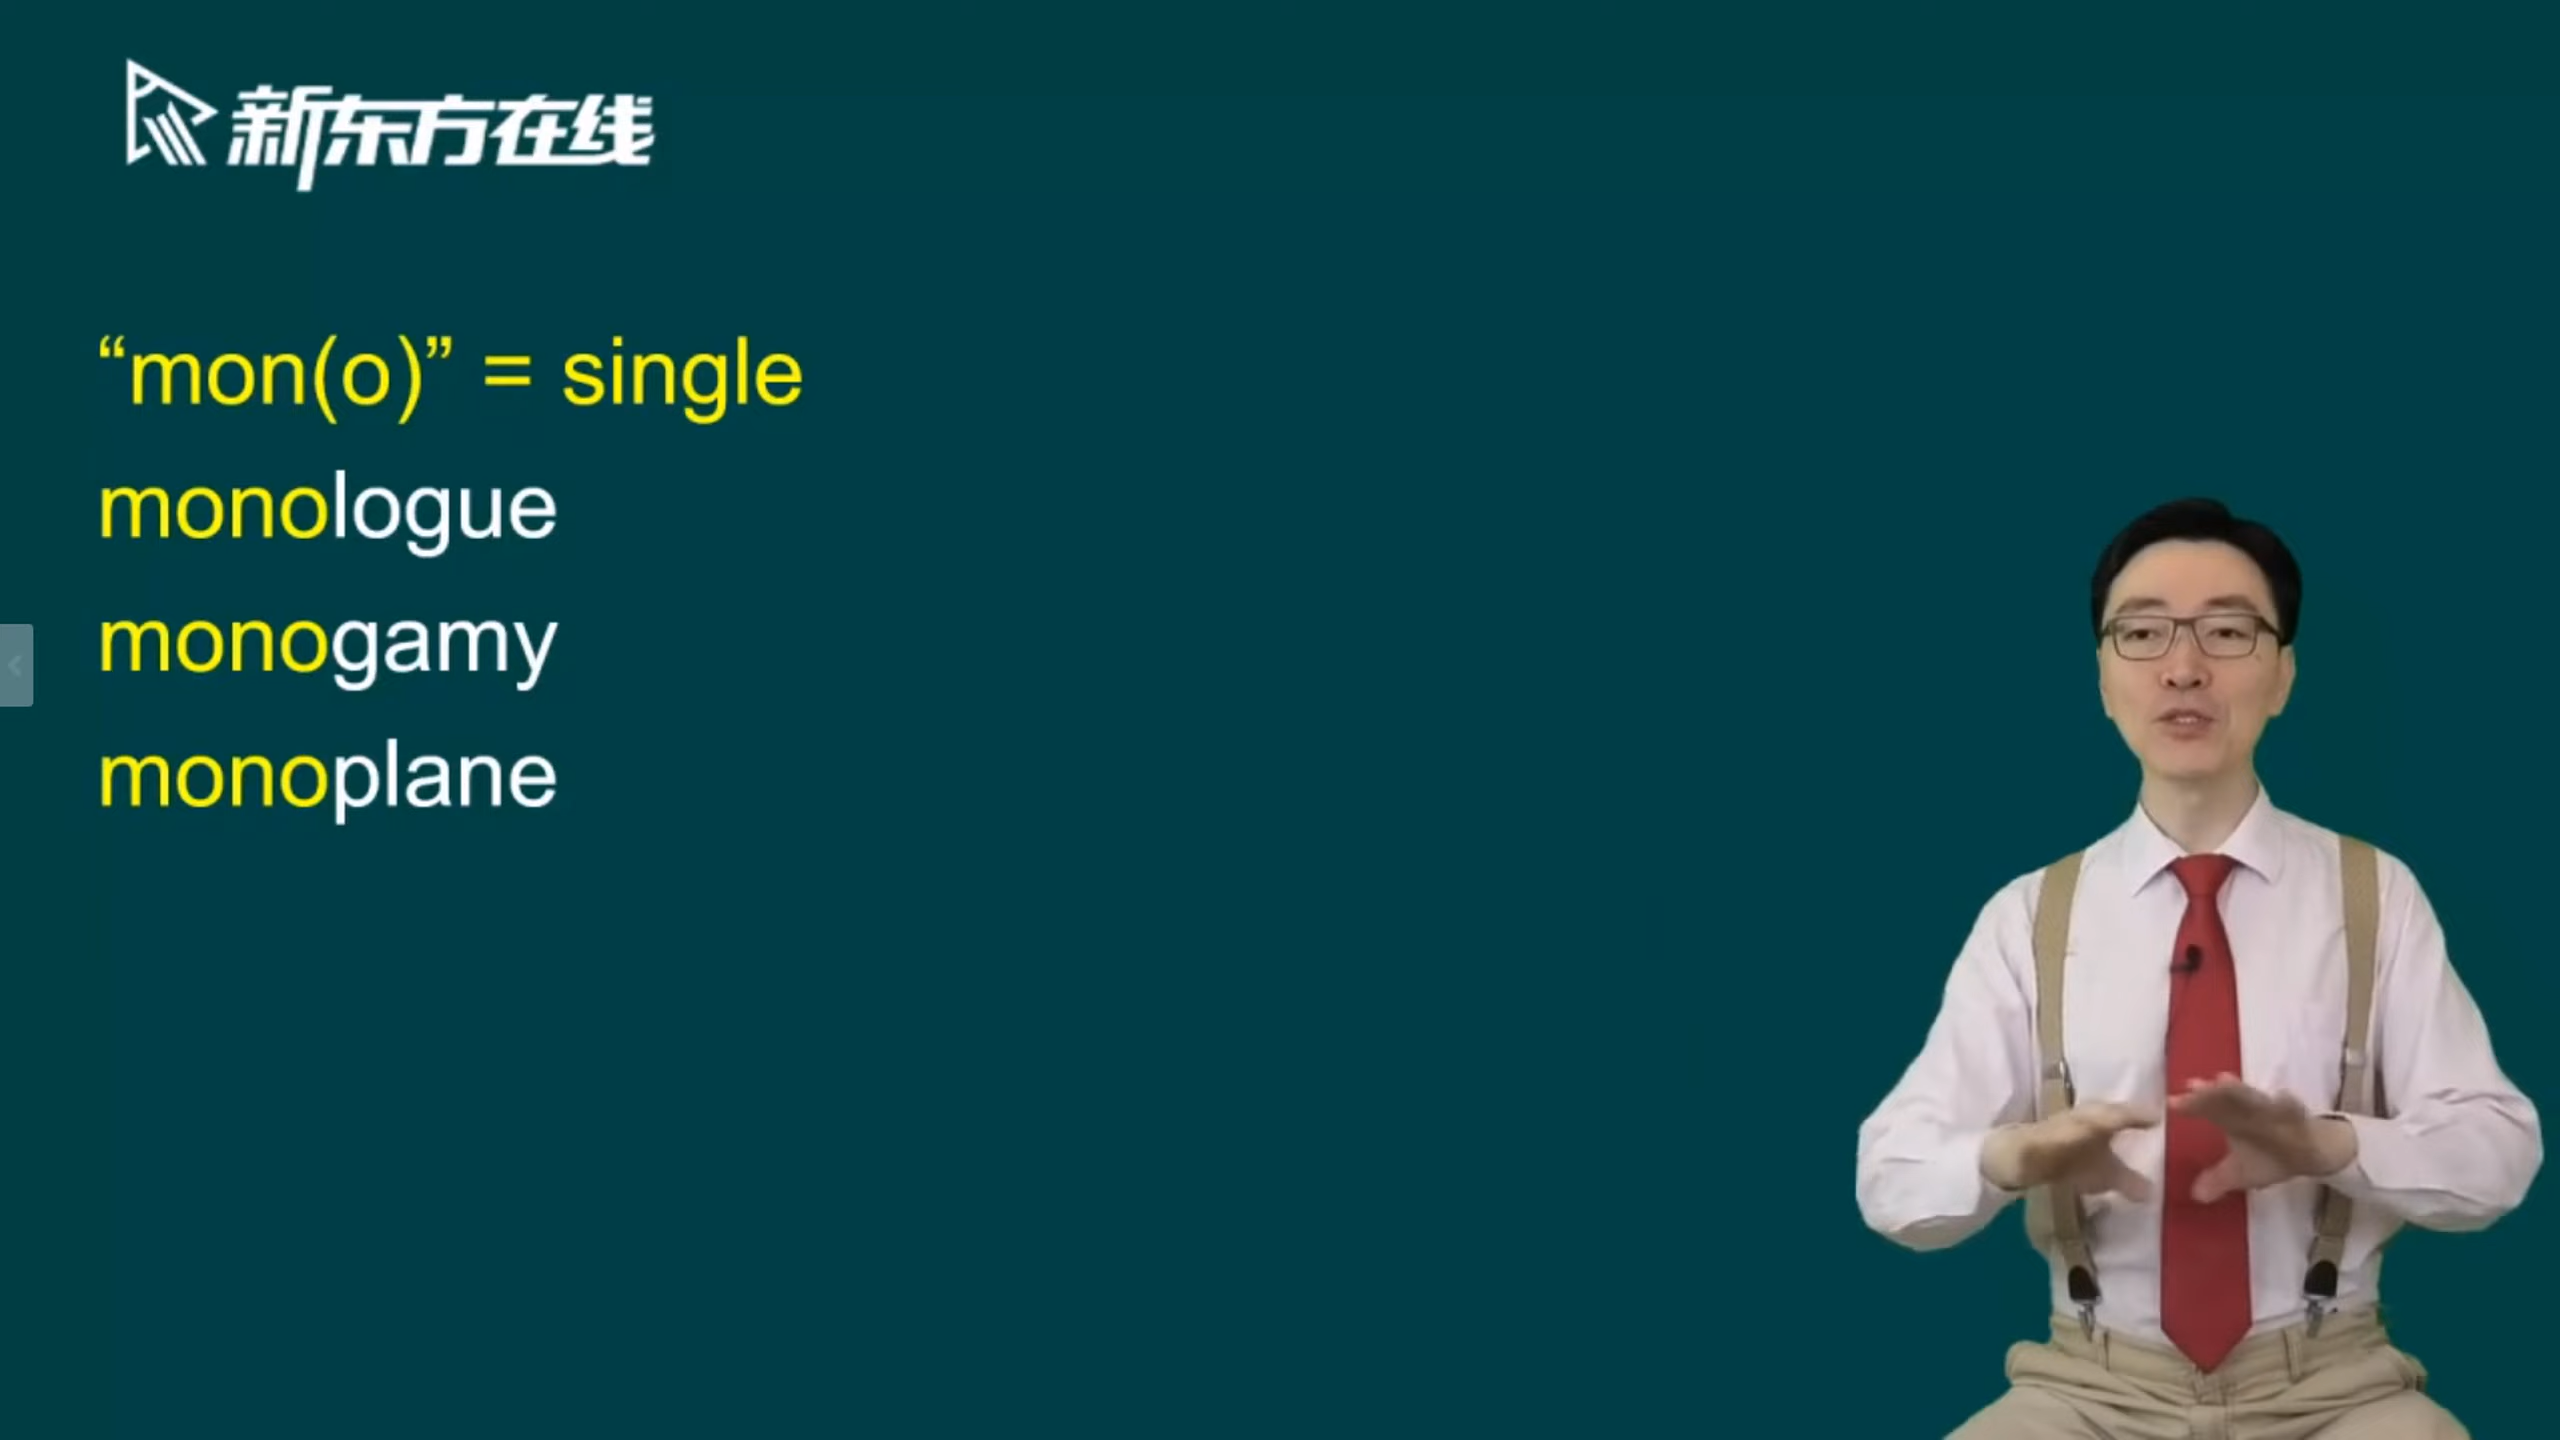 新东方在线
“mon(o)” = single
monologue
monogamy
monoplane